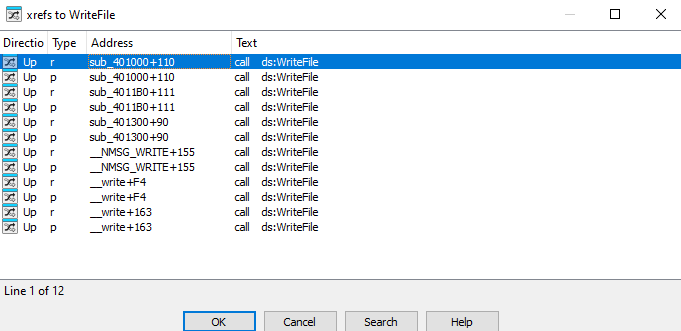 xrefs to WriteFile
Directio Type Address Text
Up r sub_401000+110 call ds:WriteFile
Up p sub_401000+110 call ds:WriteFile
Up r sub_4011B0+111 call ds:WriteFile
Up p sub_4011B0+111 call ds:WriteFile
Up r sub_401300+90 call ds:WriteFile
Up p sub_401300+90 call ds:WriteFile
Up r __NMSG_WRITE+155 call ds:WriteFile
Up p __NMSG_WRITE+155 call ds:WriteFile
Up r __write+F4 call ds:WriteFile
Up p __write+F4 call ds:WriteFile
Up r __write+163 call ds:WriteFile
Up p __write+163 call ds:WriteFile
Line 1 of 12
OK Cancel Search Help